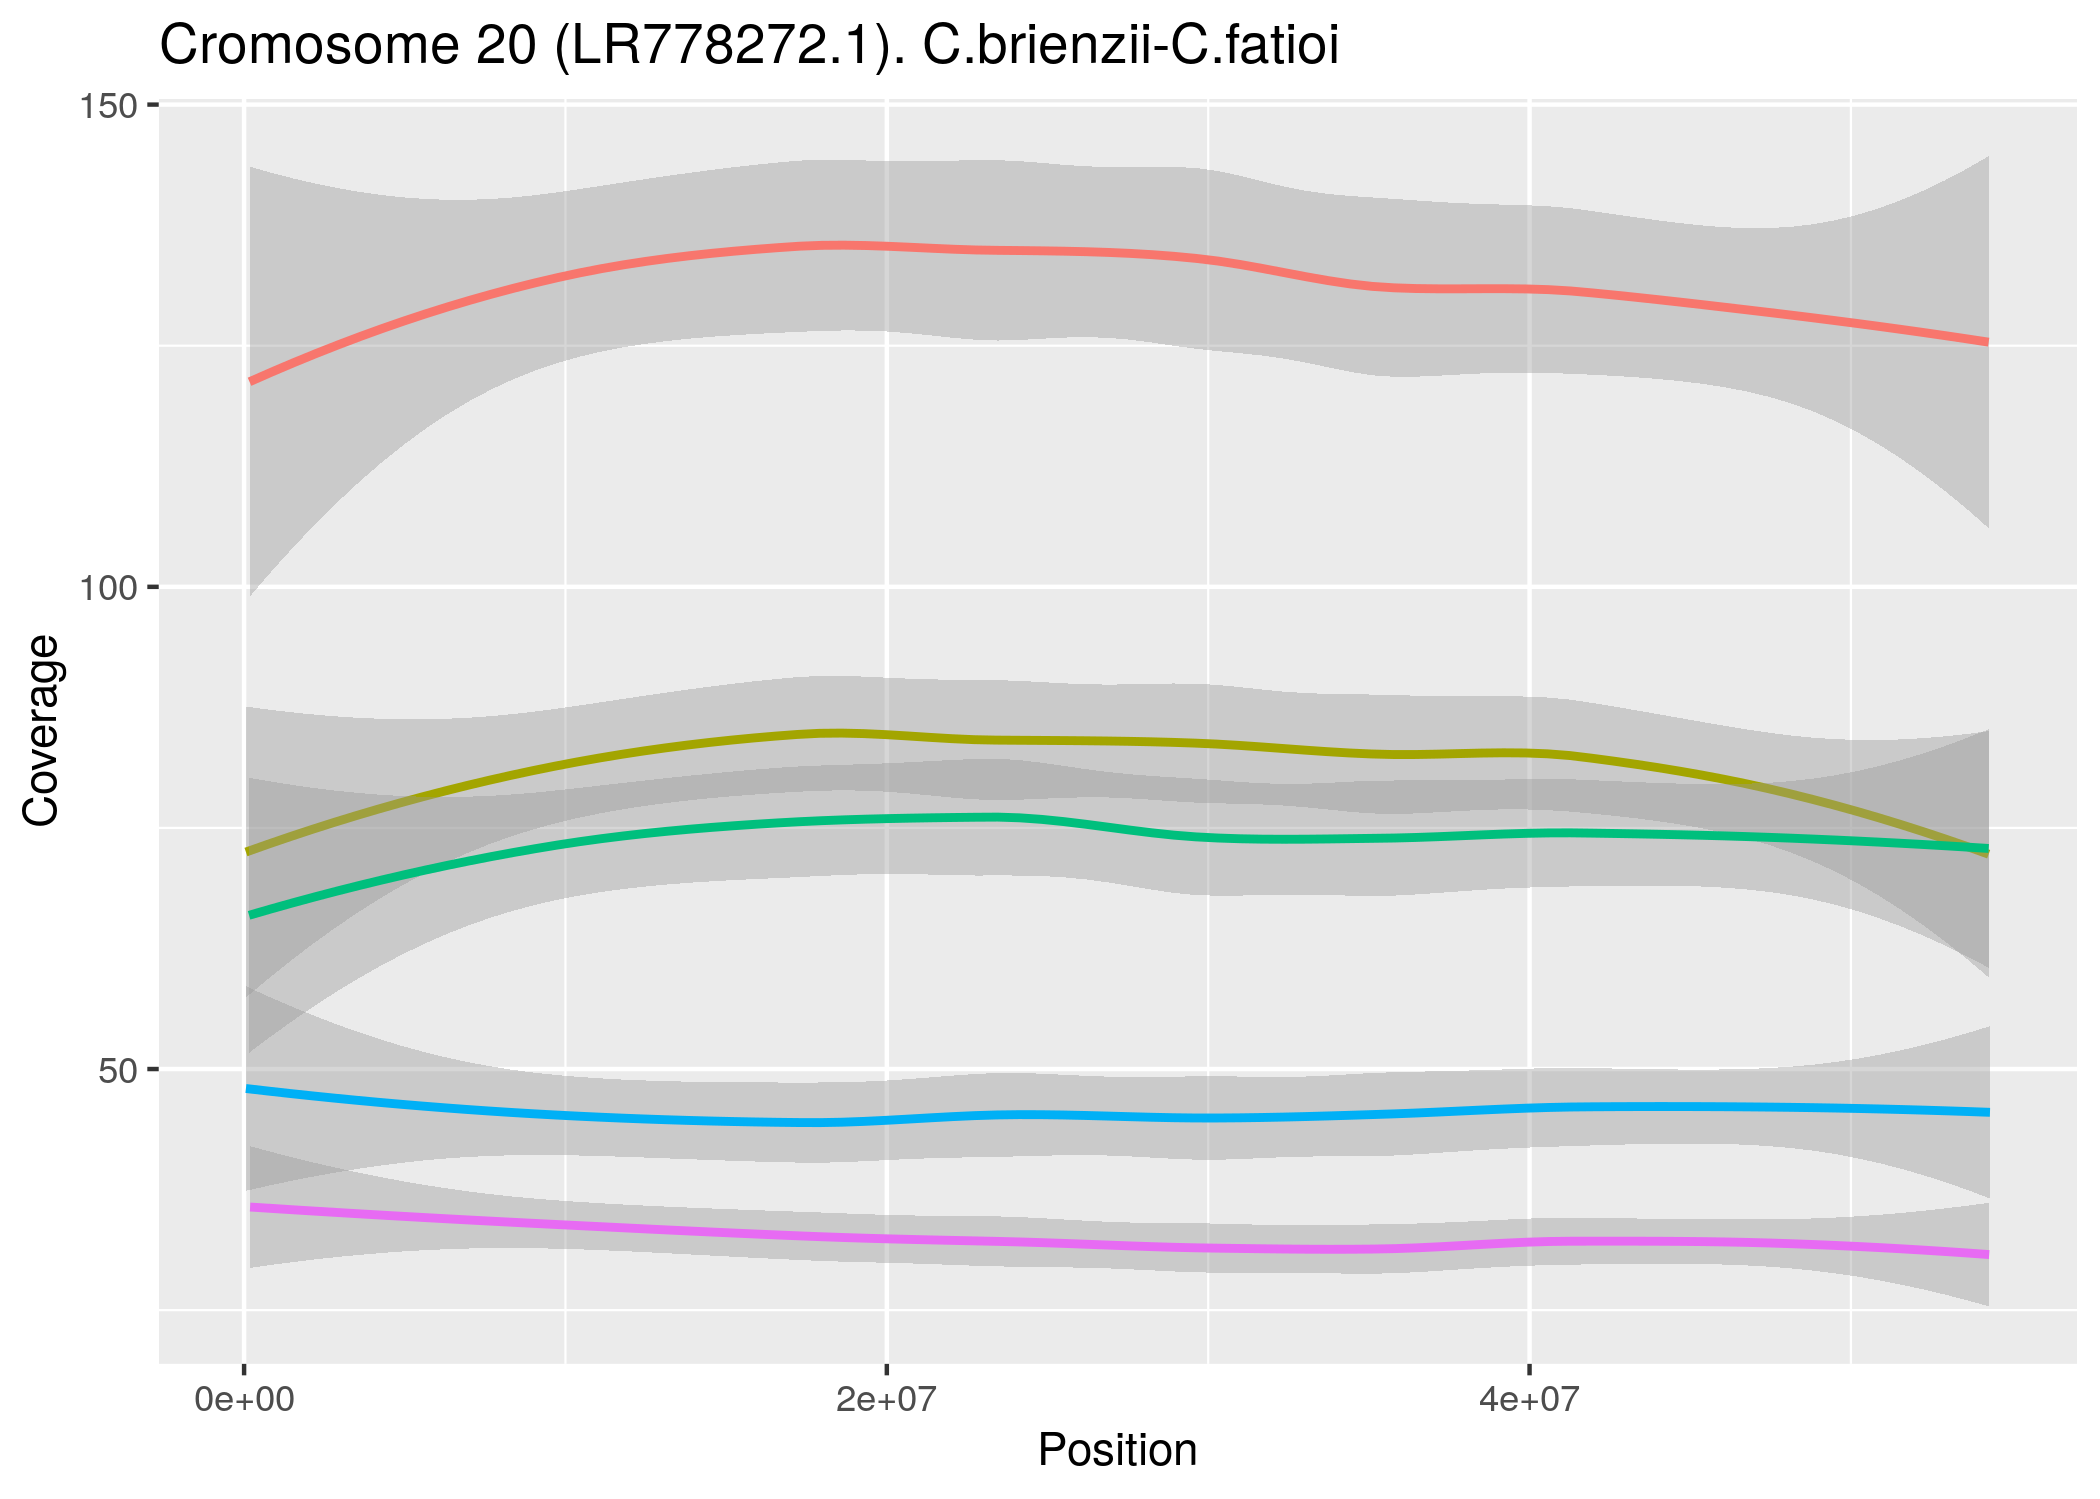 Cromosome 20 (LR778272.1). C.brienzii-C.fatioi
150
100
50
Coverage
0e+00 2e+07 4e+07
Position